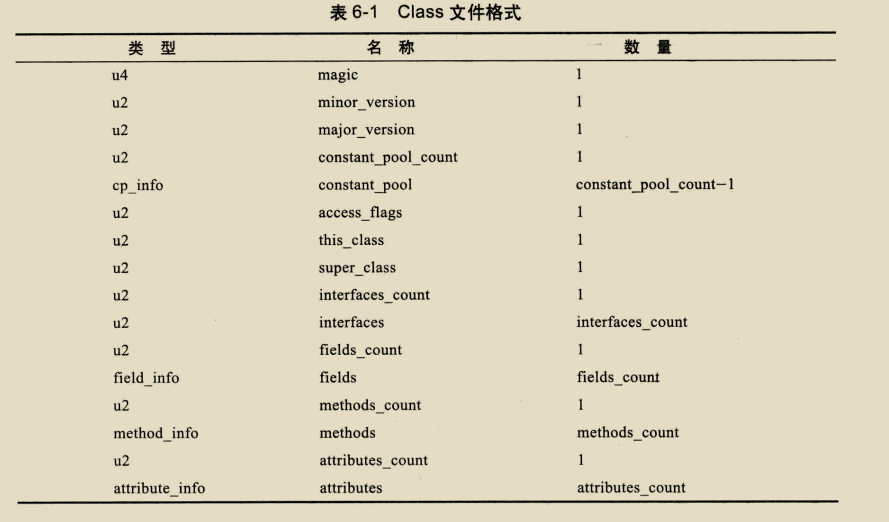 表 6-1 Class 文件格式
类 型 名 称 数 量
u4 magic 1
u2 minor_version 1
u2 major_version 1
u2 constant_pool_count 1
cp_info constant_pool constant_pool_count−1
u2 access_flags 1
u2 this_class 1
u2 super_class 1
u2 interfaces_count 1
u2 interfaces interfaces_count
u2 fields_count 1
field_info fields fields_count
u2 methods_count 1
method_info methods methods_count
u2 attributes_count 1
attribute_info attributes attributes_count